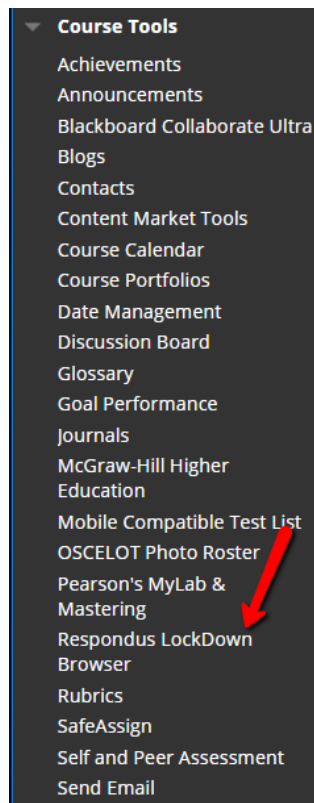 Course Tools
Achievements
Announcements
Blackboard Collaborate Ultra
Blogs
Contacts
Content Market Tools
Course Calendar
Course Portfolios
Date Management
Discussion Board
Glossary
Goal Performance
Journals
McGraw-Hill Higher
Education
Mobile Compatible Test List
OSCELOT Photo Roster
Pearson's MyLab &
Mastering
Respondus LockDown
Browser
Rubrics
SafeAssign
Self and Peer Assessment
Send Email